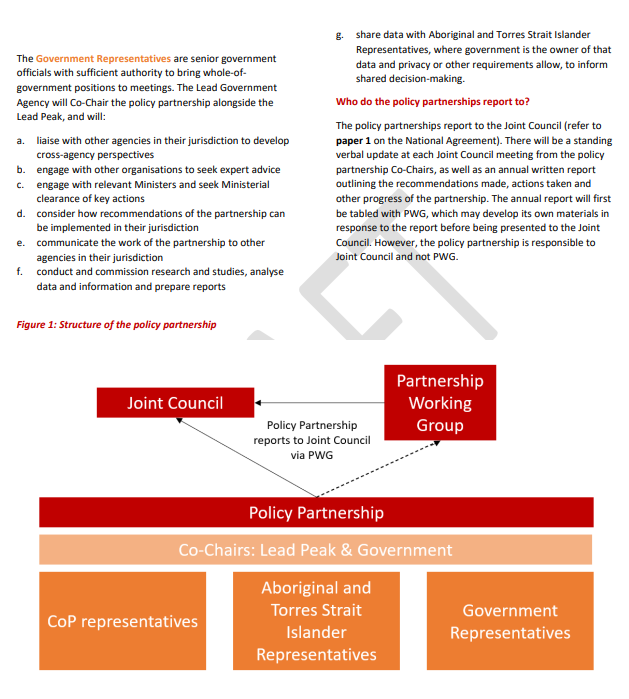 The Government Representatives are senior government
officials with sufficient authority to bring whole-of-
government positions to meetings. The Lead Government
Agency will Co-Chair the policy partnership alongside the
Lead Peak, and will:
a. liaise with other agencies in their jurisdiction to develop
cross-agency perspectives
b. engage with other organisations to seek expert advice
c. engage with relevant Ministers and seek Ministerial
clearance of key actions
d. consider how recommendations of the partnership can
be implemented in their jurisdiction
e. communicate the work of the partnership to other
agencies in their jurisdiction
f. conduct and commission research and studies, analyse
data and information and prepare reports
g. share data with Aboriginal and Torres Strait Islander
Representatives, where government is the owner of that
data and privacy or other requirements allow, to inform
shared decision-making.
Who do the policy partnerships report to?
The policy partnerships report to the Joint Council (refer to
paper 1 on the National Agreement). There will be a standing
verbal update at each Joint Council meeting from the policy
partnership Co-Chairs, as well as an annual written report
outlining the recommendations made, actions taken and
other progress of the partnership. The annual report will first
be tabled with PWG, which may develop its own materials in
response to the report before being presented to the Joint
Council. However, the policy partnership is responsible to
Joint Council and not PWG.
Figure 1: Structure of the policy partnership
Joint Council
Partnership
Working
Group
Policy Partnership
reports to Joint Council
via PWG
Policy Partnership
Co-Chairs: Lead Peak & Government
CoP representatives
Aboriginal and
Torres Strait
Islander
Representatives
Government
Representatives